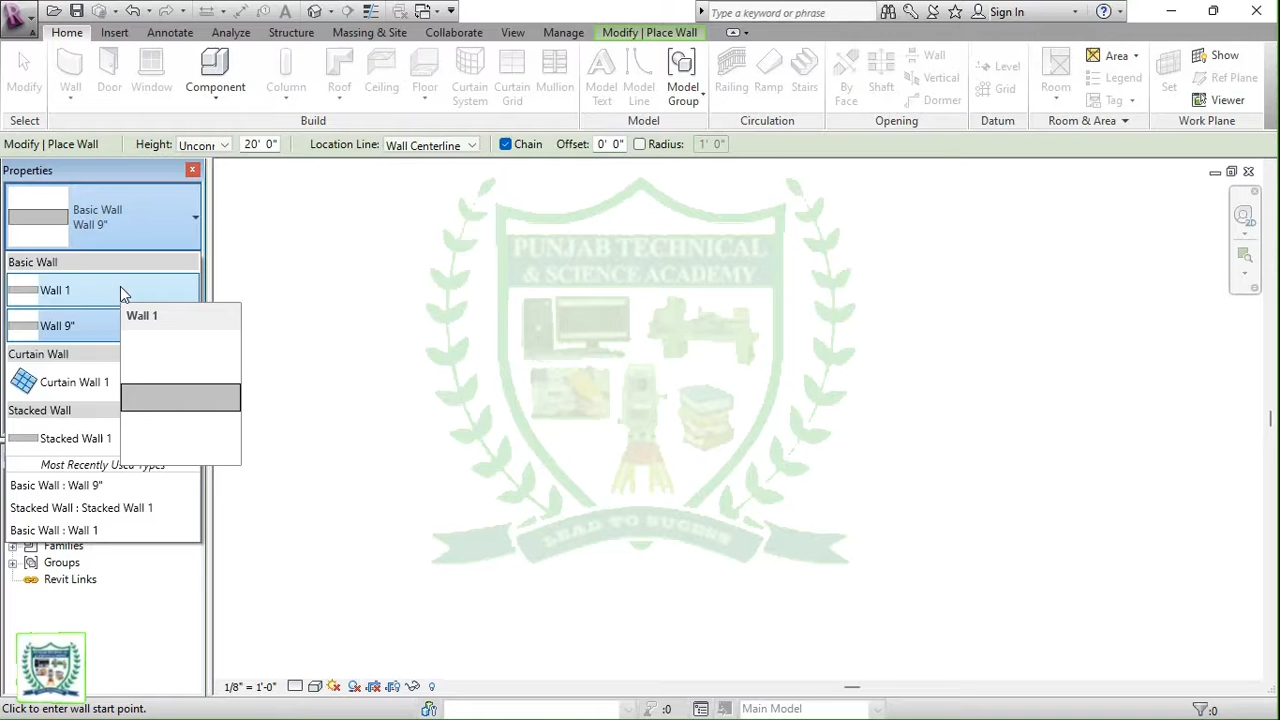 Type a keyword or phrase
Sign In
Home Insert Annotate Analyze Structure Massing & Site Collaborate View Manage Modify | Place Wall
Modify Wall Door Window Component Column Roof Ceiling Floor Curtain System Curtain Grid Mullion Model Text Model Line Model Group Railing Ramp Stairs By Face Shaft Wall Vertical Dormer Level Grid Room Area Legend Tag Set Show Ref Plane Viewer
Select Build Model Circulation Opening Datum Room & Area Work Plane
Modify | Place Wall Height: Unconr 20' 0" Location Line: Wall Centerline Chain Offset: 0' 0" Radius: 1' 0"
Properties
Basic Wall
Wall 9"
Basic Wall
Wall 1
Wall 1
Wall 9"
Curtain Wall
Curtain Wall 1
Stacked Wall
Stacked Wall 1
Most Recently Used Types
Basic Wall : Wall 9"
Stacked Wall : Stacked Wall 1
Basic Wall : Wall 1
Families
Groups
Revit Links
PUNJAB TECHNICAL
& SCIENCE ACADEMY
LEAD TO
2D
1/8" = 1'-0"
Click to enter wall start point.
:0
Main Model
:0